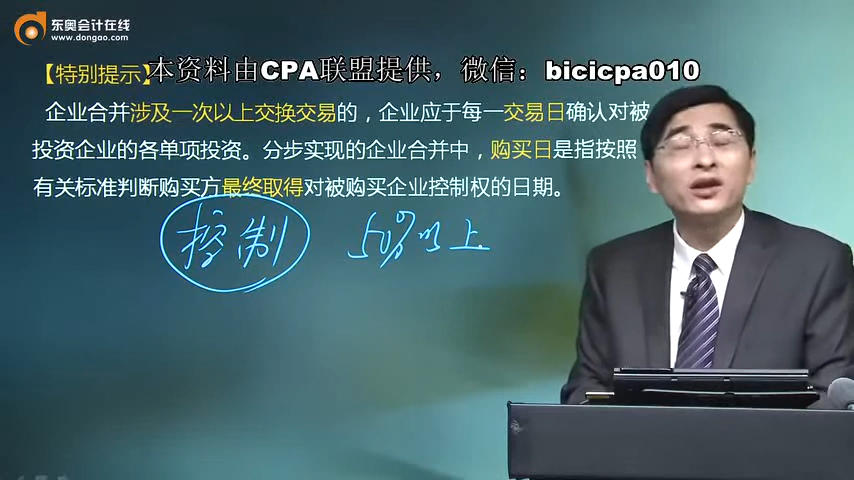 东奥会计在线
www.dongao.com
【特别提示】本资料由CPA联盟提供，微信：bicicpa010
企业合并涉及一次以上交换交易的，企业应于每一交易日确认对被
投资企业的各单项投资。分步实现的企业合并中，购买日是指按照
有关标准判断购买方最终取得对被购买企业控制权的日期。
控制 50%以上